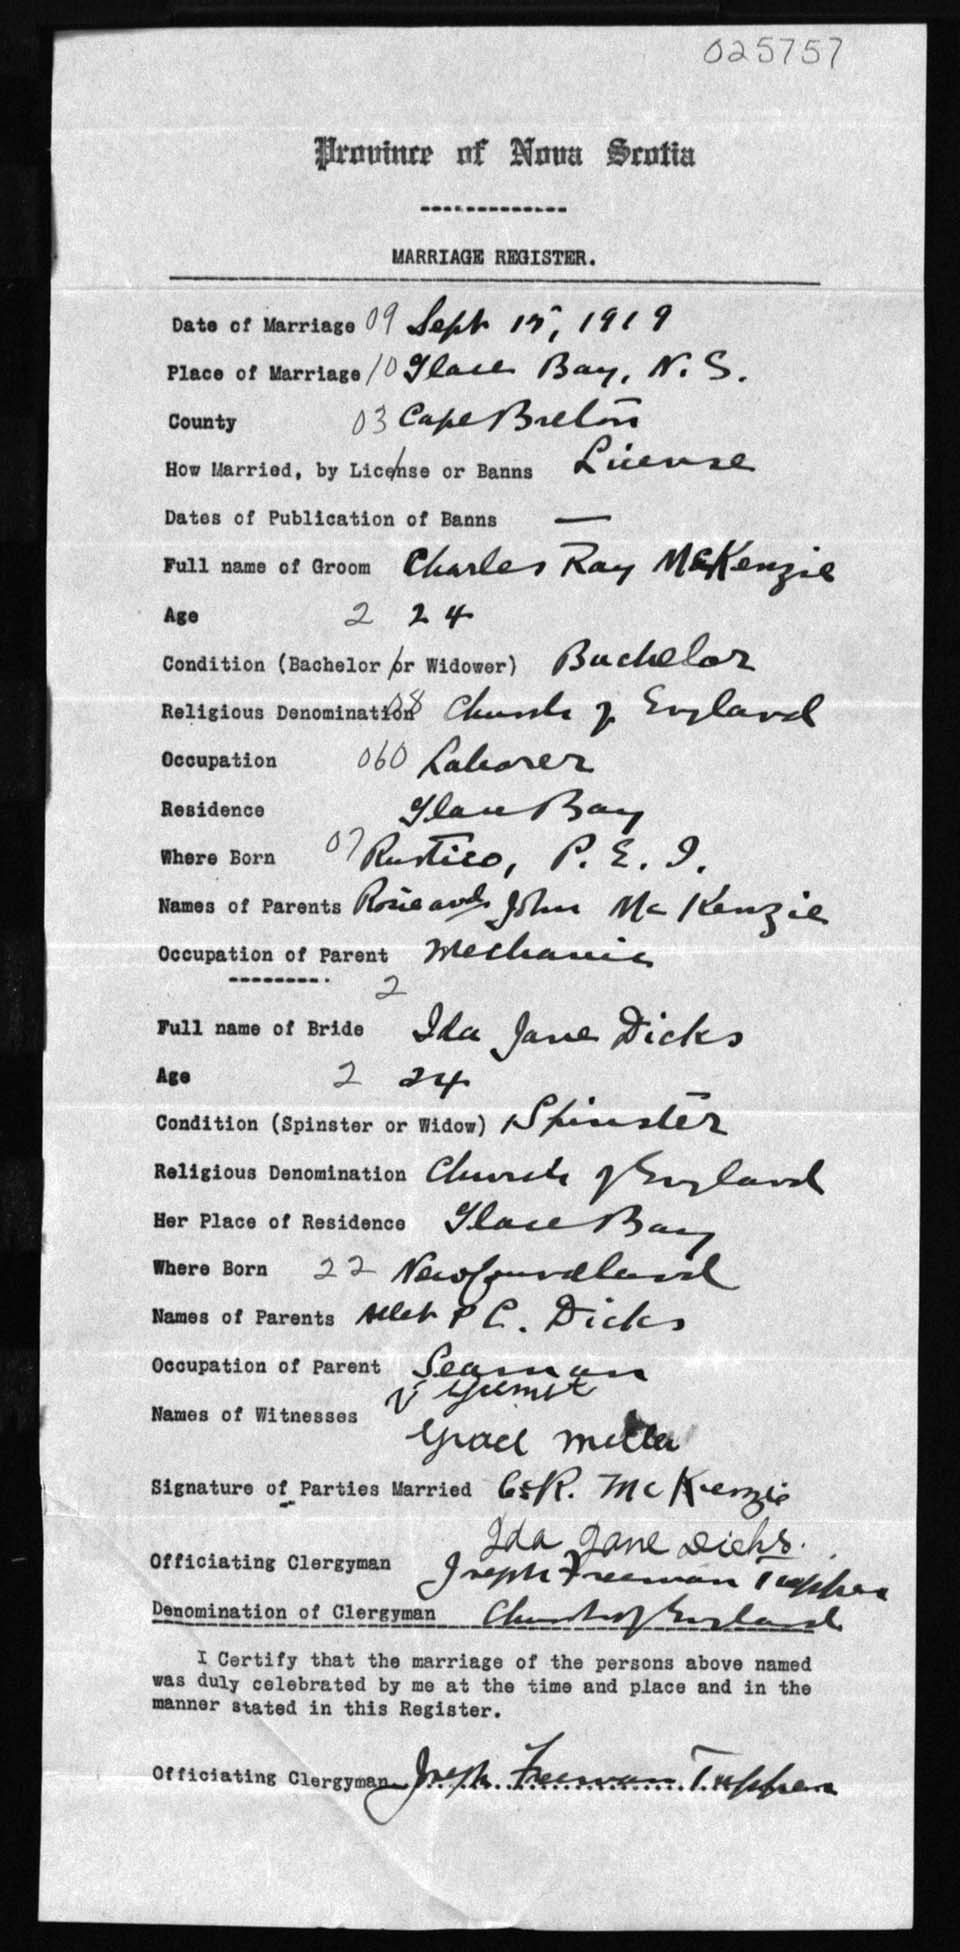 025757
Province of Nova Scotia
MARRIAGE REGISTER.
Date of Marriage 09 Sept 15, 1919
Place of Marriage 10 Glace Bay, N. S.
County 03 Cape Breton
How Married, by License or Banns License
Dates of Publication of Banns —
Full name of Groom Charles Ray McKenzie
Age 2 24
Condition (Bachelor or Widower) Bachelor
Religious Denomination 08 Church of England
Occupation 060 Laborer
Residence Glace Bay
Where Born 07 Rustico, P. E. I.
Names of Parents Rosie and John Mc Kenzie
Occupation of Parent Mechanic
2
Full name of Bride Ida Jane Dicks
Age 2 24
Condition (Spinster or Widow) Spinster
Religious Denomination Church of England
Her Place of Residence Glace Bay
Where Born 22 Newfoundland
Names of Parents P C. Dicks
Occupation of Parent Seaman
Names of Witnesses
Grace Miller
Signature of Parties Married Cs R. McKenzie
Ida Jane Dicks.
Officiating Clergyman Joseph Freeman Tupper
Denomination of Clergyman Church of England
I Certify that the marriage of the persons above named
was duly celebrated by me at the time and place and in the
manner stated in this Register.
Officiating Clergyman Joseph Freeman Tupper